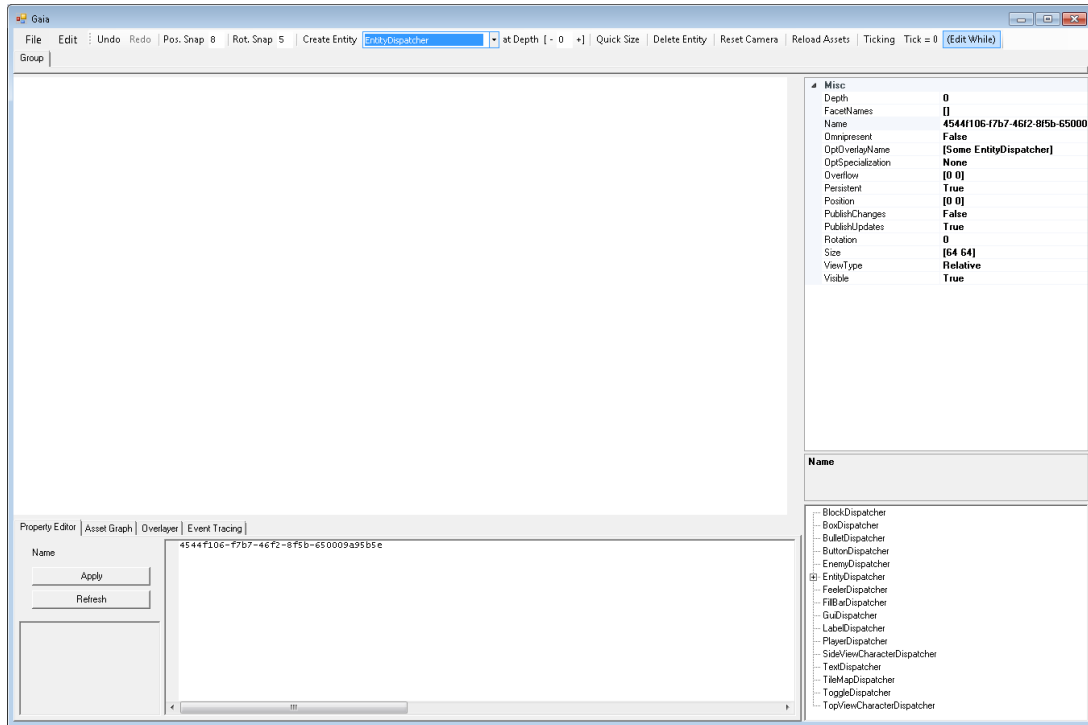 Gaia
File Edit Undo Redo Pos. Snap 8 Rot. Snap 5 Create Entity EntityDispatcher at Depth [ - 0 +] Quick Size Delete Entity Reset Camera Reload Assets Ticking Tick = 0 (Edit While)
Group
Misc
Depth 0
FacetNames []
Name 4544f106-f7b7-46f2-8f5b-65000
Omnipresent False
OptOverlayName [Some EntityDispatcher]
OptSpecialization None
Overflow [0 0]
Persistent True
Position [0 0]
PublishChanges False
PublishUpdates True
Rotation 0
Size [64 64]
ViewType Relative
Visible True
Name
Property Editor Asset Graph Overlayer Event Tracing
Name
Apply
Refresh
4544f106-f7b7-46f2-8f5b-650009a95b5e
BlockDispatcher
BoxDispatcher
BulletDispatcher
ButtonDispatcher
EnemyDispatcher
EntityDispatcher
FeelerDispatcher
FillBarDispatcher
GuiDispatcher
LabelDispatcher
PlayerDispatcher
SideViewCharacterDispatcher
TextDispatcher
TileMapDispatcher
ToggleDispatcher
TopViewCharacterDispatcher